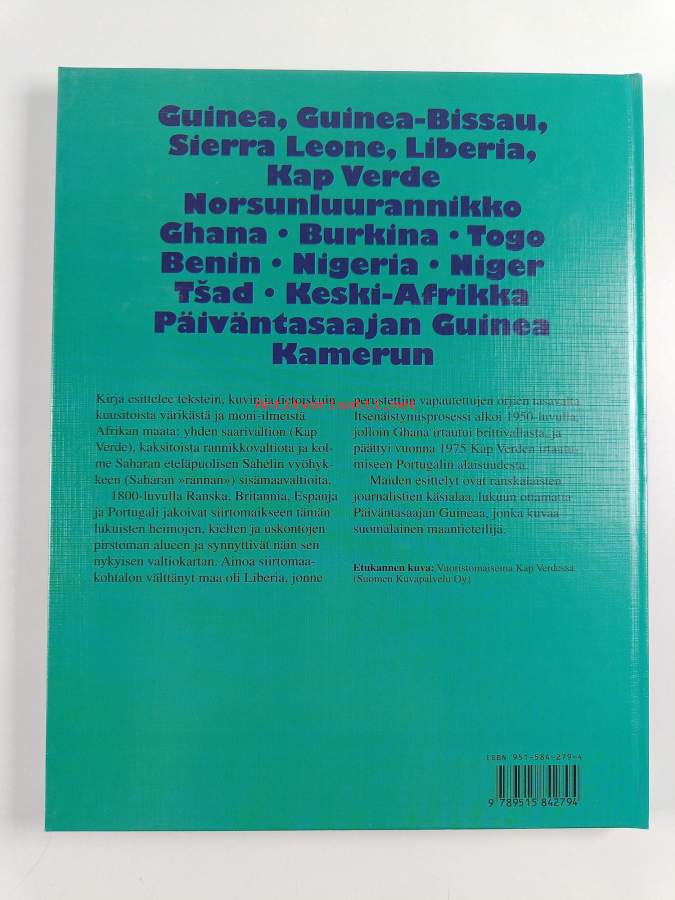 Guinea, Guinea-Bissau,
Sierra Leone, Liberia,
Kap Verde
Norsunluurannikko
Ghana • Burkina • Togo
Benin • Nigeria • Niger
Tšad • Keski-Afrikka
Päiväntasaajan Guinea
Kamerun
Kirja esittelee tekstein, kuvin ja tietoiskuin
kuusitoista värikästä ja moni-ilmeistä
Afrikan maata: yhden saarivaltion (Kap
Verde), kaksitoista rannikkovaltiota ja kol-
me Saharan eteläpuolisen Sahelin vyöhyk-
keen (Saharan »rannan») sisämaavaltioita.
1800-luvulla Ranska, Britannia, Espanja
ja Portugali jakoivat siirtomaikseen tämän
lukuisten heimojen, kielten ja uskontojen
pirstoman alueen ja synnyttivät näin sen
nykyisen valtiokartan. Ainoa siirtomaa-
kohtalon välttänyt maa oli Liberia, jonne
perustettiin vapautettujen orjien tasavalta
Itsenäistymisprosessi alkoi 1950-luvulla,
jolloin Ghana irtautui brittivallasta, ja
päättyi vuonna 1975 Kap Verden irtautu-
miseen Portugalin alaisuudesta.
Maiden esittelyt ovat ranskalaisten
journalistien käsialaa, lukuun ottamatta
Päiväntasaajan Guineaa, jonka kuvaa
suomalainen maantieteilijä.
Etukannen kuva: Vuoristomaisema Kap Verdessä
(Suomen Kuvapalvelu Oy)
antikvariaatti.net
ISBN 951-584-279-4
9 789515 842794